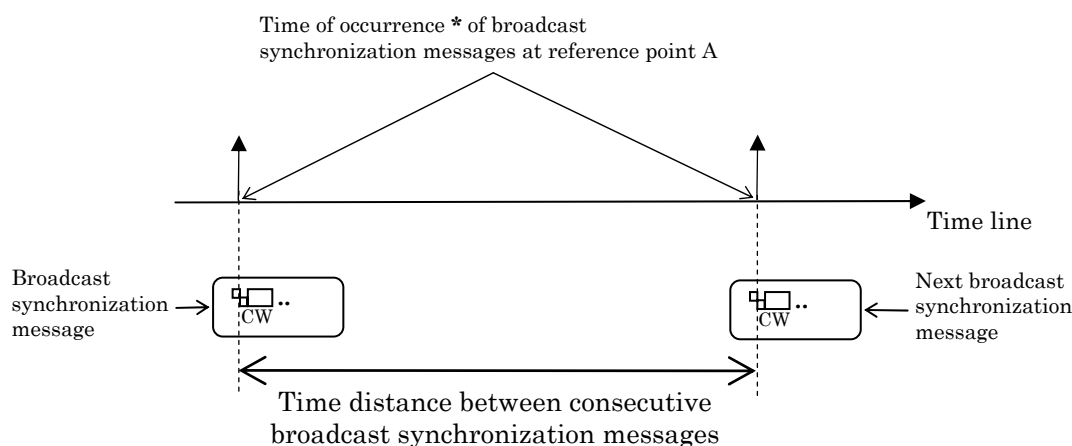 Time of occurrence * of broadcast
synchronization messages at reference point A
Time line
Broadcast
synchronization
message
..
CW
..
CW
Next broadcast
synchronization
message
Time distance between consecutive
broadcast synchronization messages